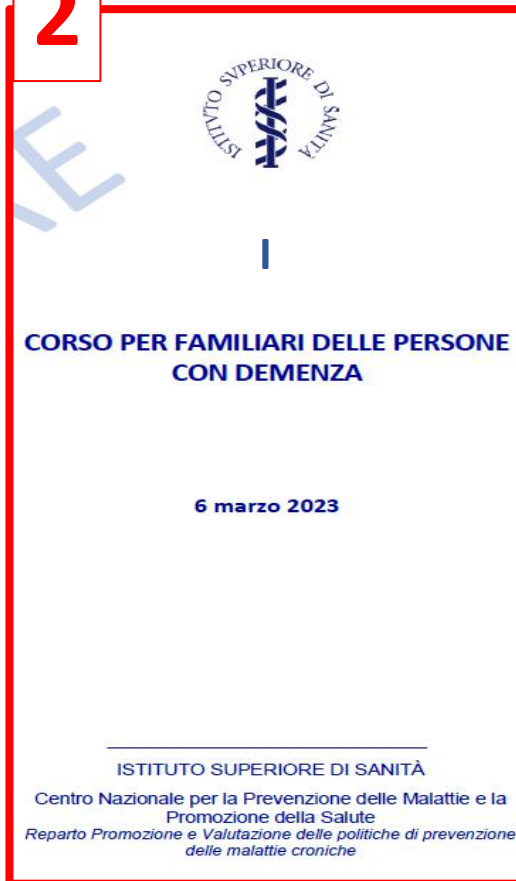 2
ISTITVTO SVPERIORE DI SANITÀ
I
CORSO PER FAMILIARI DELLE PERSONE
CON DEMENZA
6 marzo 2023
ISTITUTO SUPERIORE DI SANITÀ
Centro Nazionale per la Prevenzione delle Malattie e la
Promozione della Salute
Reparto Promozione e Valutazione delle politiche di prevenzione
delle malattie croniche